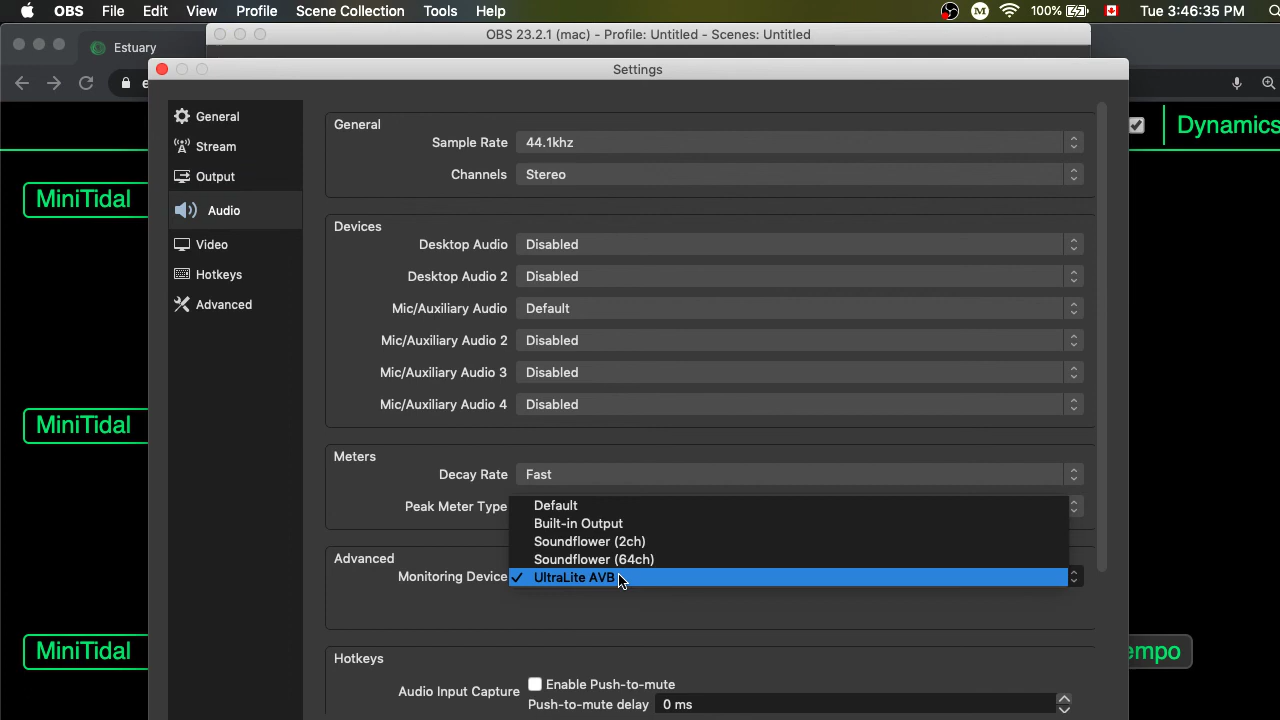 OBS File Edit View Profile Scene Collection Tools Help M 100% Tue 3:46:35 PM
Estuary
OBS 23.2.1 (mac) - Profile: Untitled - Scenes: Untitled
Settings
e
Dynamics
MiniTidal
MiniTidal
MiniTidal
empo
General
Stream
Output
Audio
Video
Hotkeys
Advanced
General
Sample Rate 44.1khz
Channels Stereo
Devices
Desktop Audio Disabled
Desktop Audio 2 Disabled
Mic/Auxiliary Audio Default
Mic/Auxiliary Audio 2 Disabled
Mic/Auxiliary Audio 3 Disabled
Mic/Auxiliary Audio 4 Disabled
Meters
Decay Rate Fast
Peak Meter Type
Default
Built-in Output
Soundflower (2ch)
Soundflower (64ch)
Advanced
Monitoring Device ✓ UltraLite AVB
Hotkeys
Audio Input Capture
Enable Push-to-mute
Push-to-mute delay 0 ms